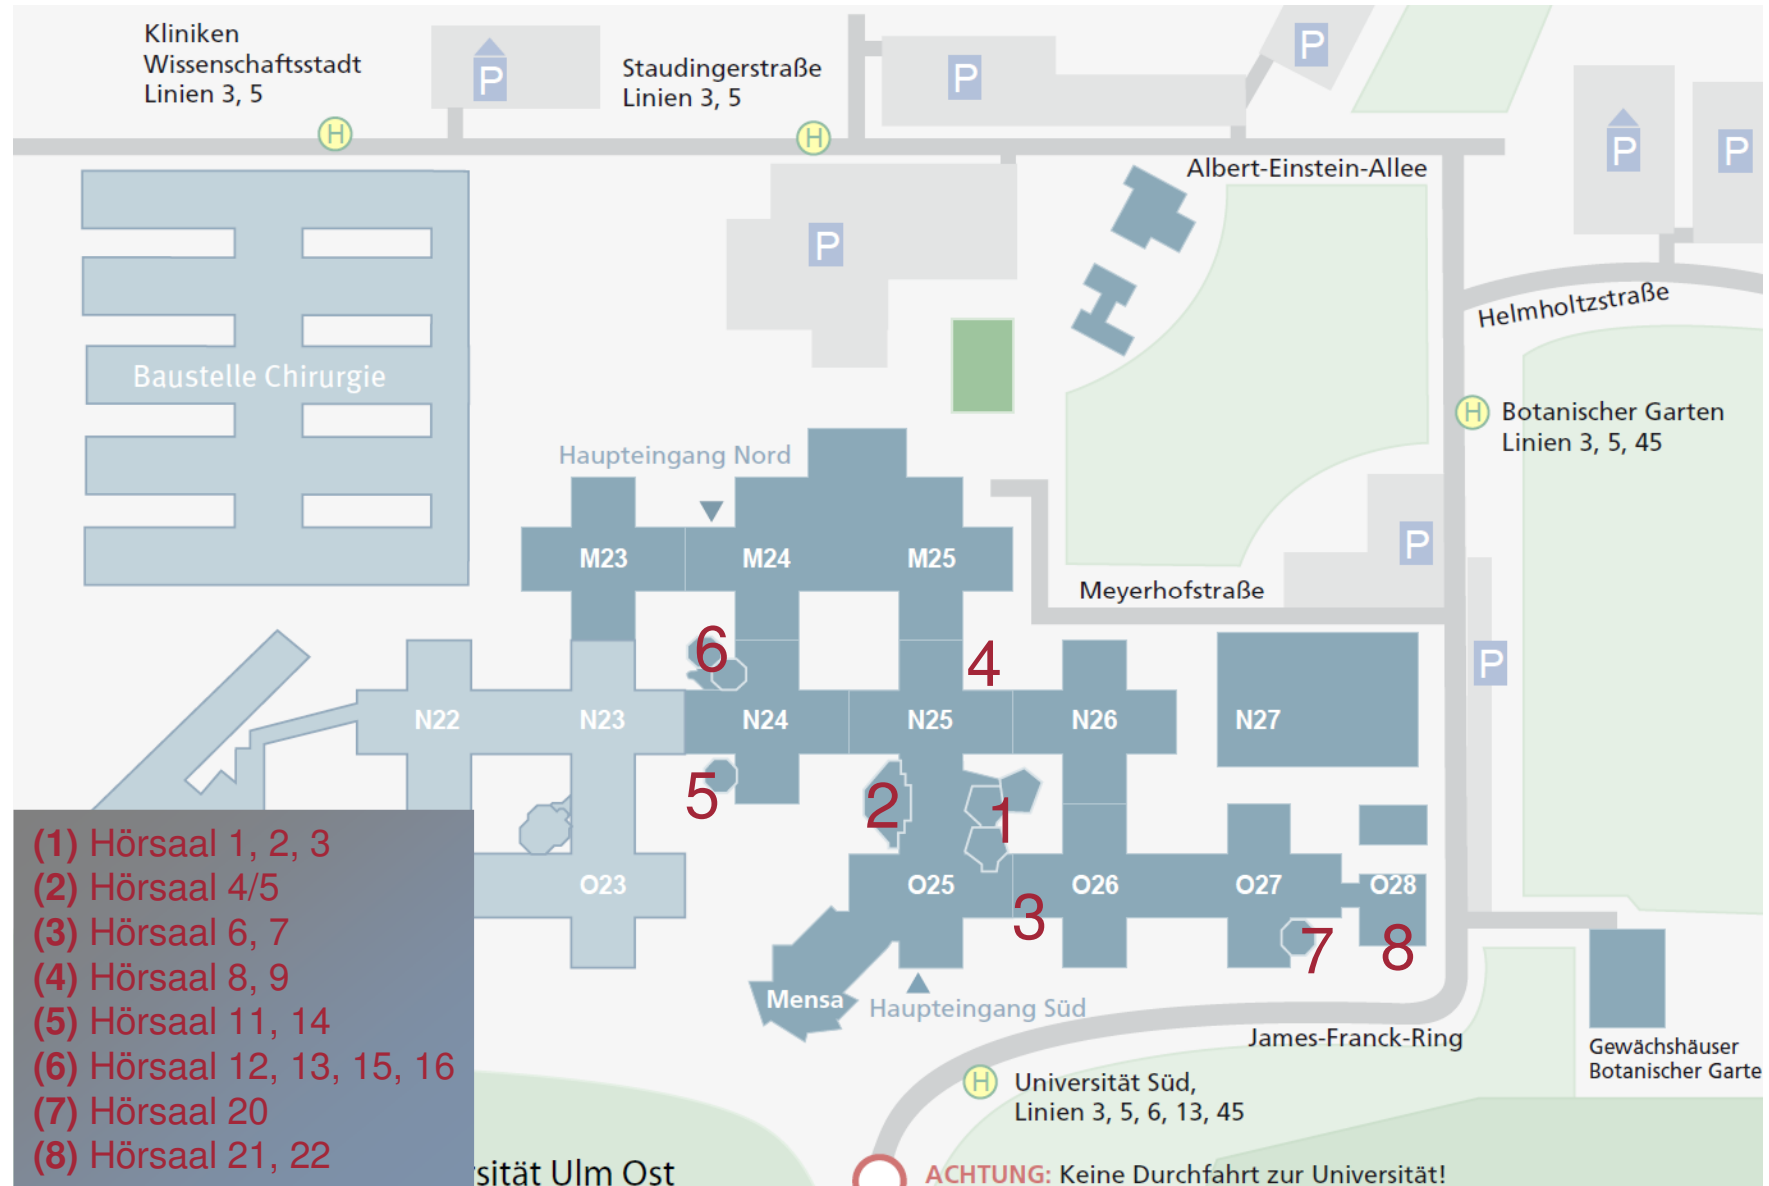 Kliniken
Wissenschaftsstadt
Linien 3, 5
P
Staudingerstraße
Linien 3, 5
P
P
H
H
P
P
Albert-Einstein-Allee
P
Helmholtzstraße
Baustelle Chirurgie
H
Botanischer Garten
Linien 3, 5, 45
Haupteingang Nord
P
M23
M24
M25
Meyerhofstraße
6
4
P
N22
N23
N24
N25
N26
N27
5
2
1
O23
O25
O26
O27
O28
3
7
8
Mensa
Haupteingang Süd
James-Franck-Ring
Gewächshäuser
Botanischer Garte
H
Universität Süd,
Linien 3, 5, 6, 13, 45
(1) Hörsaal 1, 2, 3
(2) Hörsaal 4/5
(3) Hörsaal 6, 7
(4) Hörsaal 8, 9
(5) Hörsaal 11, 14
(6) Hörsaal 12, 13, 15, 16
(7) Hörsaal 20
(8) Hörsaal 21, 22
sität Ulm Ost
ACHTUNG: Keine Durchfahrt zur Universität!